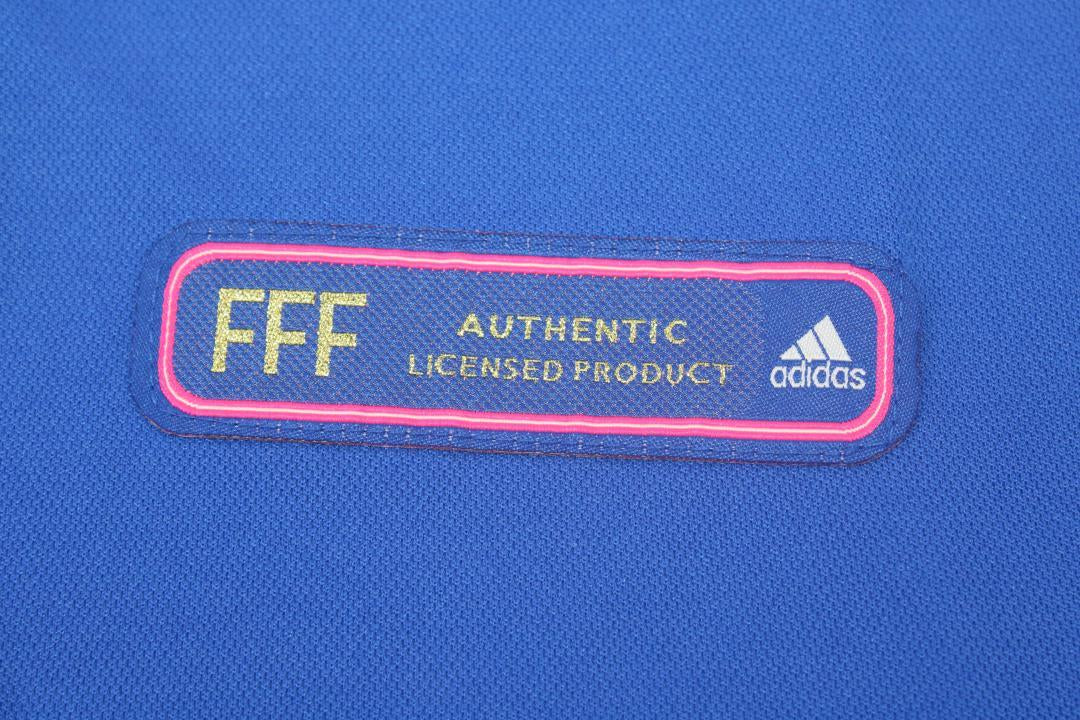 FFF
AUTHENTIC
LICENSED PRODUCT
adidas